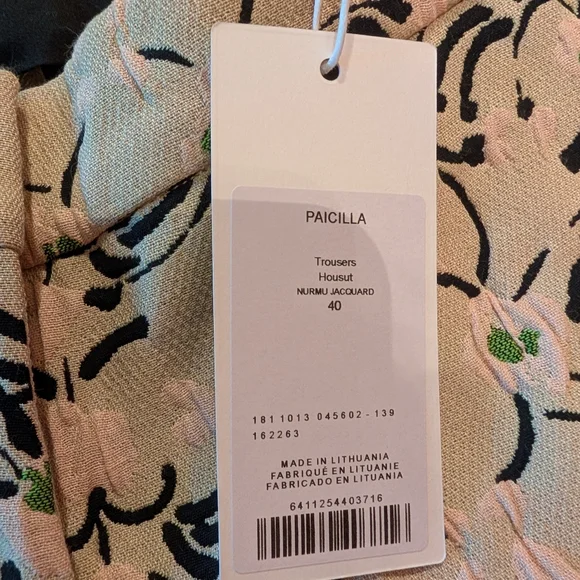 PAICILLA
Trousers
Housut
NURMU JACQUARD
40
181 1013 045602 - 139
162263
MADE IN LITHUANIA
FABRIQUÉ EN LITUANIE
FABRICADO EN LITUANIA
6411254403716